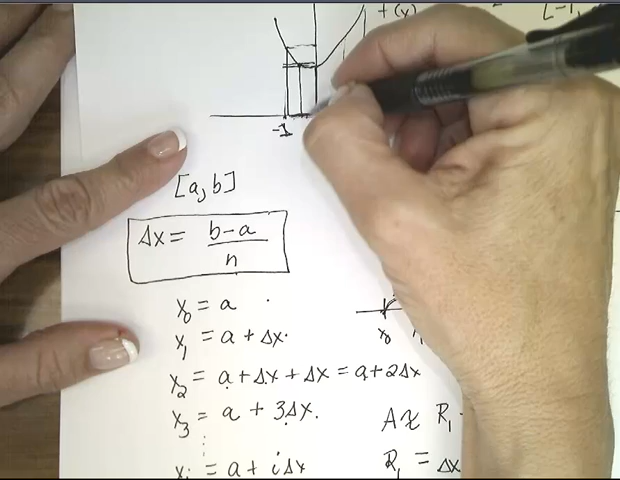 f(x)
[-1,
-1
[a, b]
Δx = b-a / n
x₀ = a
x₁ = a + Δx
x₂ = a + Δx + Δx = a + 2Δx
x₀
x₃ = a + 3Δx.
A ≈ R₁
xᵢ = a + iΔx
R₁ = Δx